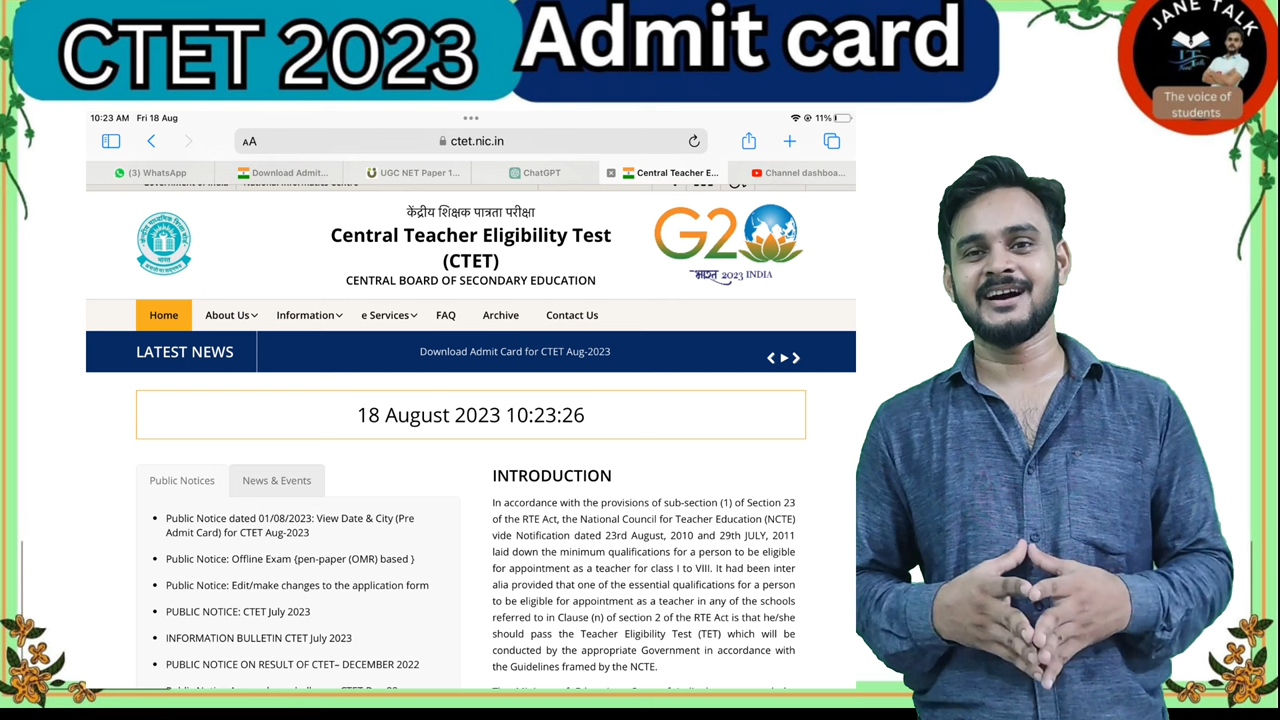 CTET 2023
Admit card
JANE TALK
The voice of
students
10:23 AM Fri 18 Aug
11%
AA
ctet.nic.in
(3) WhatsApp
Download Admit...
UGC NET Paper 1...
ChatGPT
Central Teacher E...
Channel dashboa...
केंद्रीय शिक्षक पात्रता परीक्षा
Central Teacher Eligibility Test
(CTET)
CENTRAL BOARD OF SECONDARY EDUCATION
G20
भारत 2023 INDIA
Home
About Us
Information
e Services
FAQ
Archive
Contact Us
LATEST NEWS
Download Admit Card for CTET Aug-2023
18 August 2023 10:23:26
Public Notices
News & Events
Public Notice dated 01/08/2023: View Date & City (Pre
Admit Card) for CTET Aug-2023
Public Notice: Offline Exam {pen-paper (OMR) based }
Public Notice: Edit/make changes to the application form
PUBLIC NOTICE: CTET July 2023
INFORMATION BULLETIN CTET July 2023
PUBLIC NOTICE ON RESULT OF CTET– DECEMBER 2022
INTRODUCTION
In accordance with the provisions of sub-section (1) of Section 23
of the RTE Act, the National Council for Teacher Education (NCTE)
vide Notification dated 23rd August, 2010 and 29th JULY, 2011
laid down the minimum qualifications for a person to be eligible
for appointment as a teacher for class I to VIII. It had been inter
alia provided that one of the essential qualifications for a person
to be eligible for appointment as a teacher in any of the schools
referred to in Clause (n) of section 2 of the RTE Act is that he/she
should pass the Teacher Eligibility Test (TET) which will be
conducted by the appropriate Government in accordance with
the Guidelines framed by the NCTE.